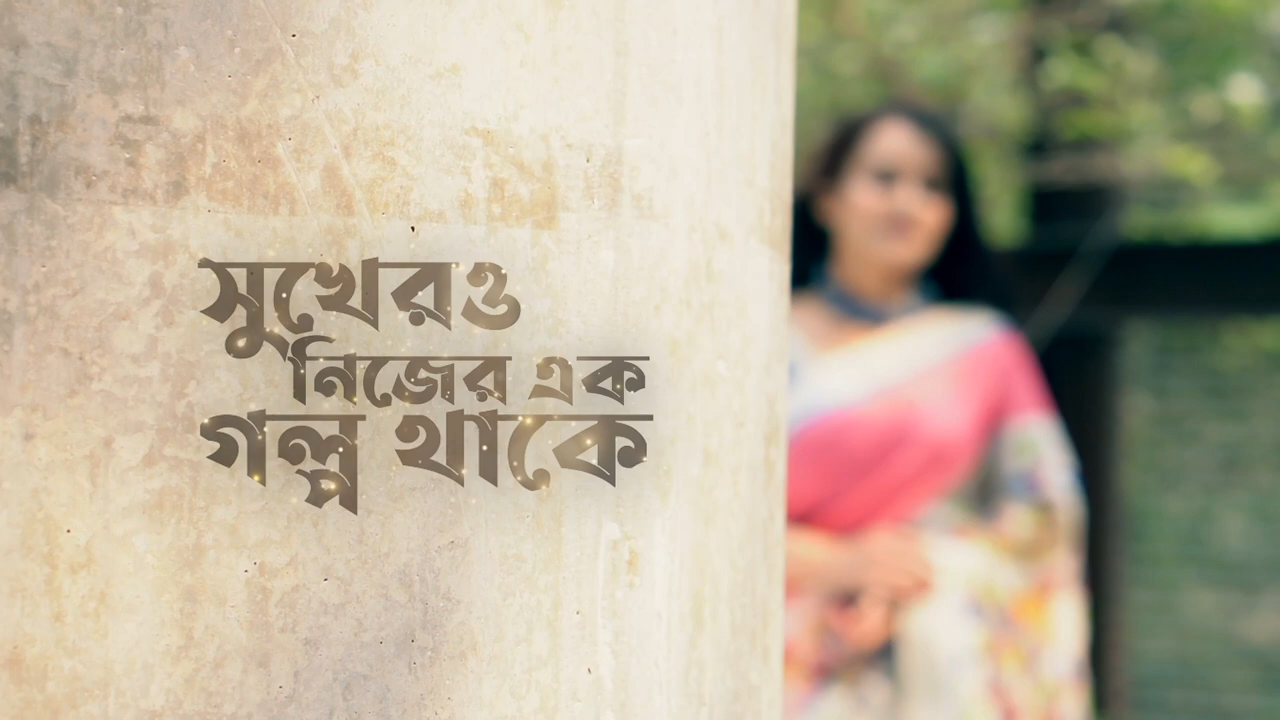 সুখেরও
নিজের এক
গল্প থাকে